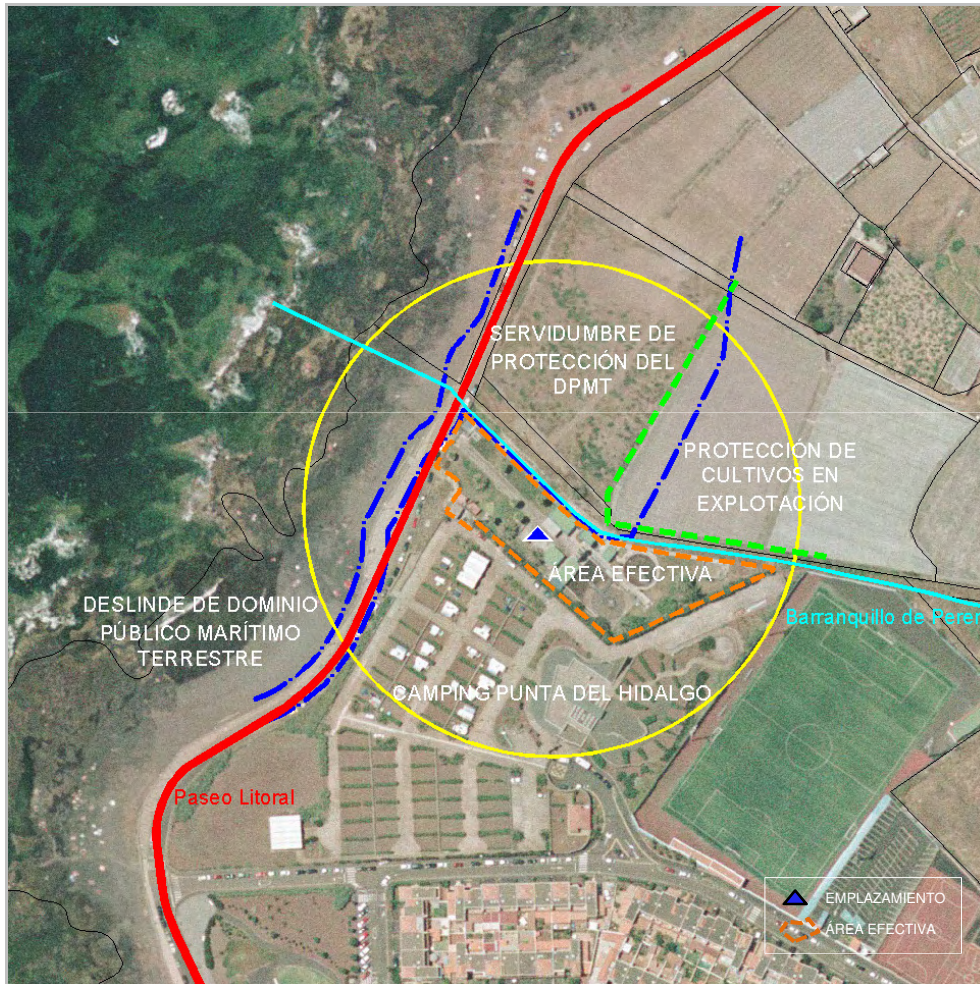 SERVIDUMBRE DE
PROTECCIÓN DEL
DPMT
PROTECCIÓN DE
CULTIVOS EN
EXPLOTACIÓN
ÁREA EFECTIVA
DESLINDE DE DOMINIO
PÚBLICO MARÍTIMO
TERRESTRE
Barranquillo de Perer
CAMPING PUNTA DEL HIDALGO
Paseo Litoral
EMPLAZAMIENTO
ÁREA EFECTIVA